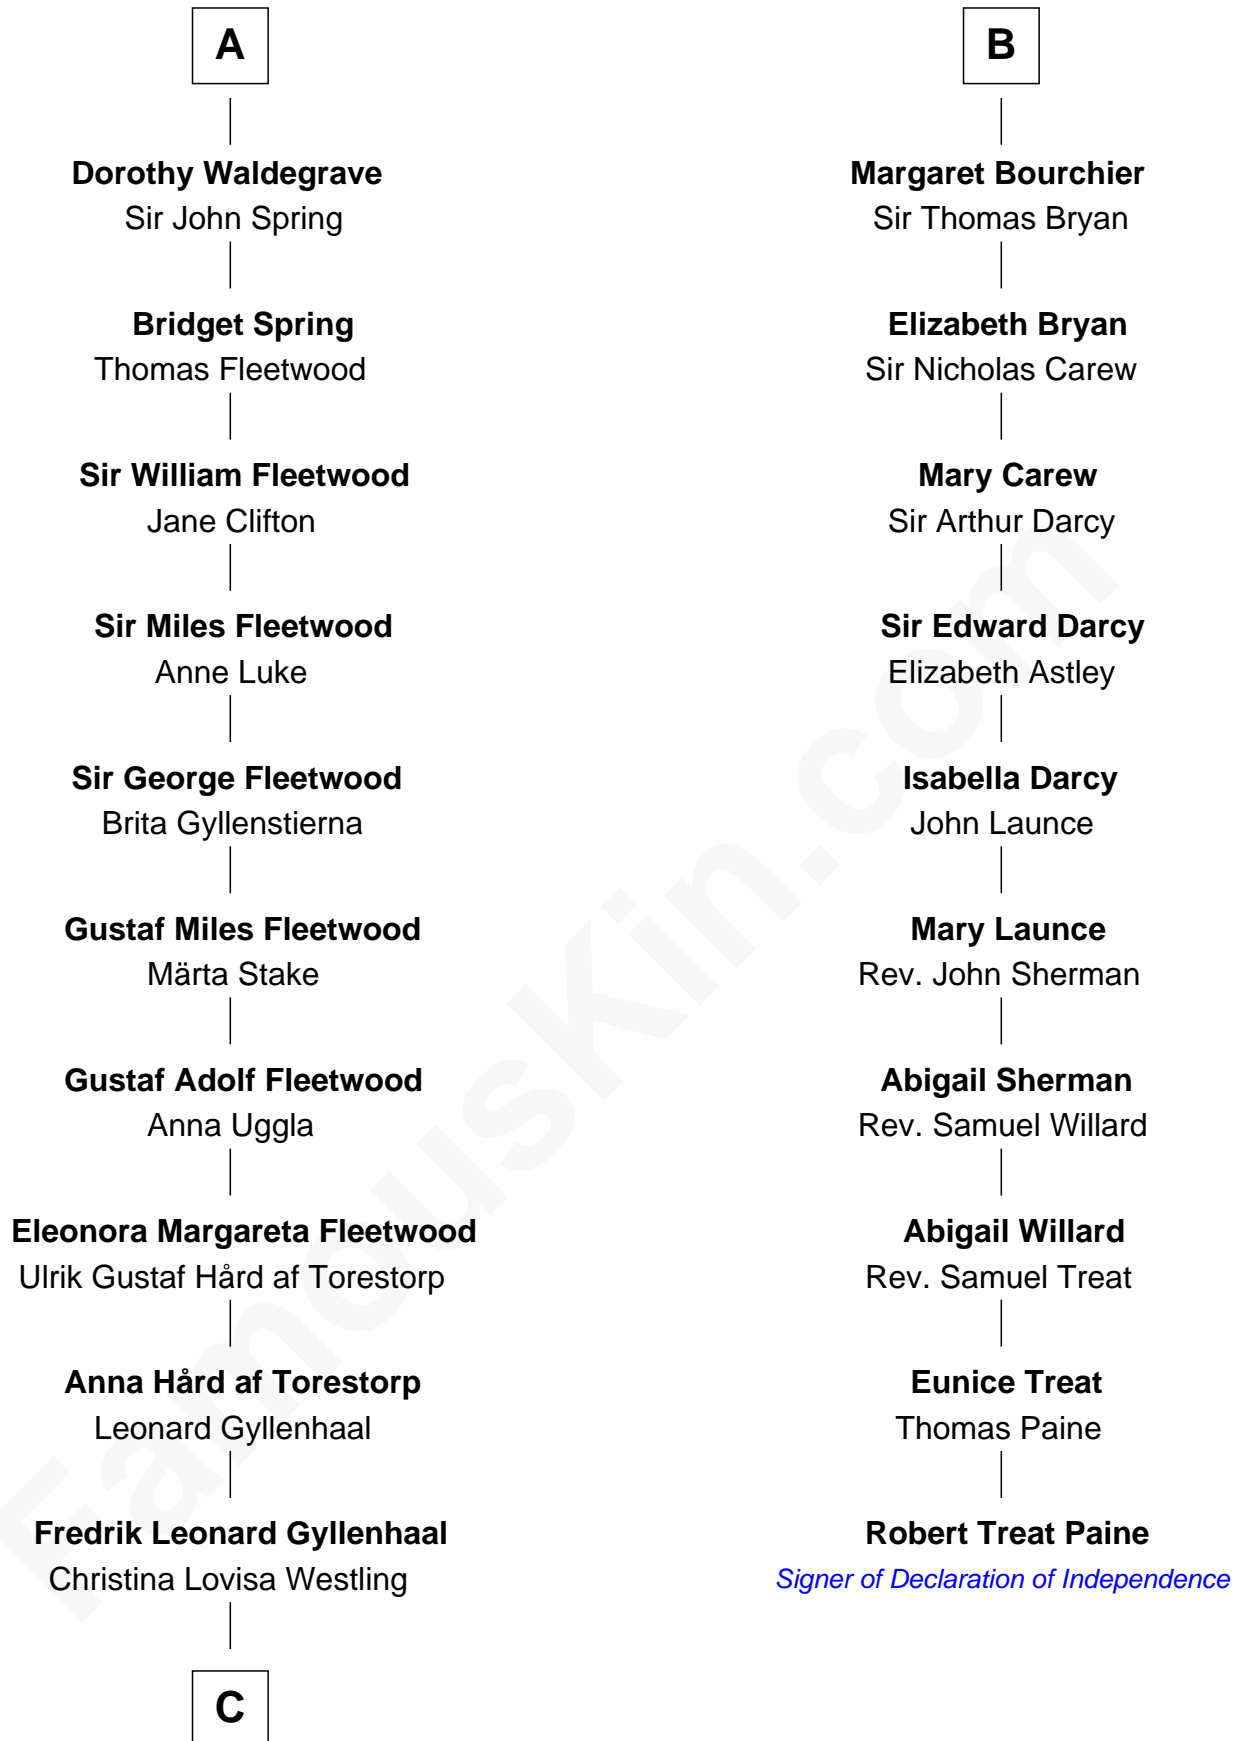 A
Dorothy Waldegrave
Sir John Spring
Bridget Spring
Thomas Fleetwood
Sir William Fleetwood
Jane Clifton
Sir Miles Fleetwood
Anne Luke
Sir George Fleetwood
Brita Gyllenstierna
Gustaf Miles Fleetwood
Märta Stake
Gustaf Adolf Fleetwood
Anna Uggla
Eleonora Margareta Fleetwood
Ulrik Gustaf Hård af Torestorp
Anna Hård af Torestorp
Leonard Gyllenhaal
Fredrik Leonard Gyllenhaal
Christina Lovisa Westling
C
B
Margaret Bourchier
Sir Thomas Bryan
Elizabeth Bryan
Sir Nicholas Carew
Mary Carew
Sir Arthur Darcy
Sir Edward Darcy
Elizabeth Astley
Isabella Darcy
John Launce
Mary Launce
Rev. John Sherman
Abigail Sherman
Rev. Samuel Willard
Abigail Willard
Rev. Samuel Treat
Eunice Treat
Thomas Paine
Robert Treat Paine
Signer of Declaration of Independence
FamousKin.com